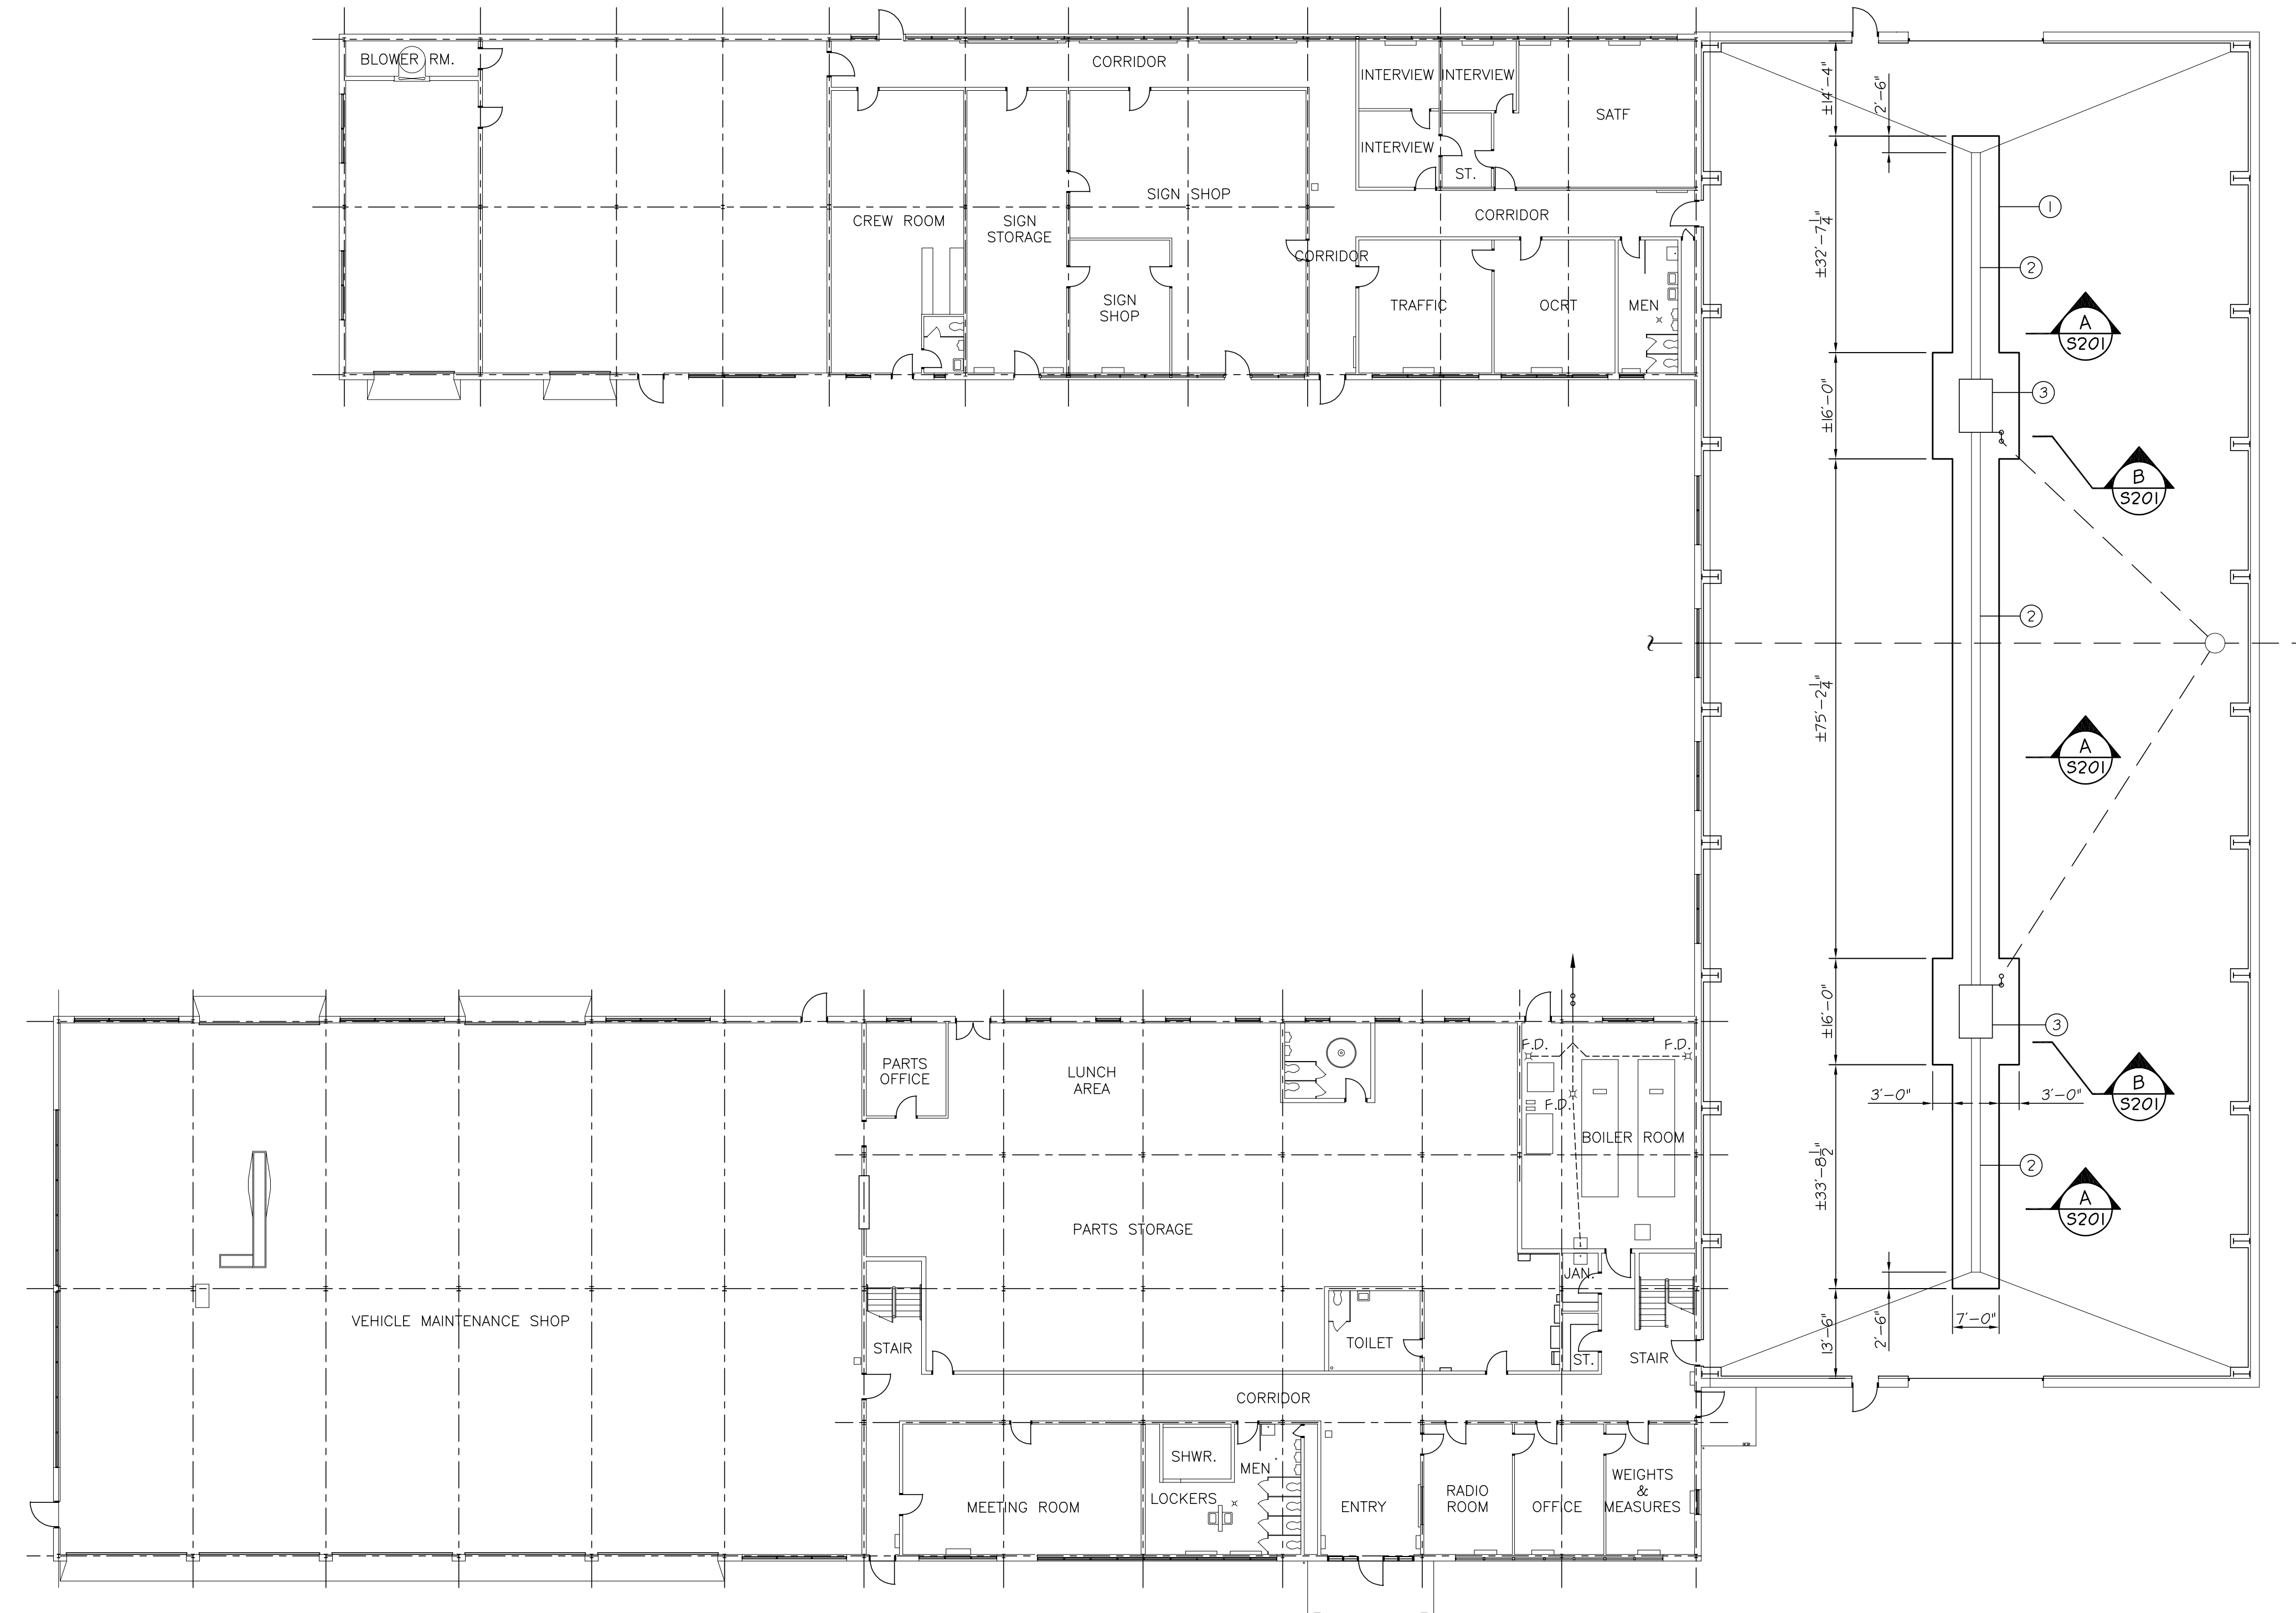 BLOWER RM.
CORRIDOR
INTERVIEW
INTERVIEW
SATF
INTERVIEW
ST.
SIGN SHOP
CREW ROOM
SIGN
STORAGE
CORRIDOR
CORRIDOR
SIGN
SHOP
TRAFFIC
OCRT
MEN
±14'-4"
2'-6"
±32'-7 1/4"
1
2
A
S201
±16'-0"
3
B
S201
±75'-2 1/4"
2
A
S201
±16'-0"
3
B
S201
3'-0"
3'-0"
±33'-8 1/2"
2
A
S201
13'-6"
2'-6"
7'-0"
PARTS
OFFICE
LUNCH
AREA
F.D.
F.D.
F.D.
BOILER ROOM
PARTS STORAGE
JAN.
VEHICLE MAINTENANCE SHOP
STAIR
TOILET
ST.
STAIR
CORRIDOR
SHWR.
MEN
LOCKERS
MEETING ROOM
ENTRY
RADIO
ROOM
OFFICE
WEIGHTS
&
MEASURES